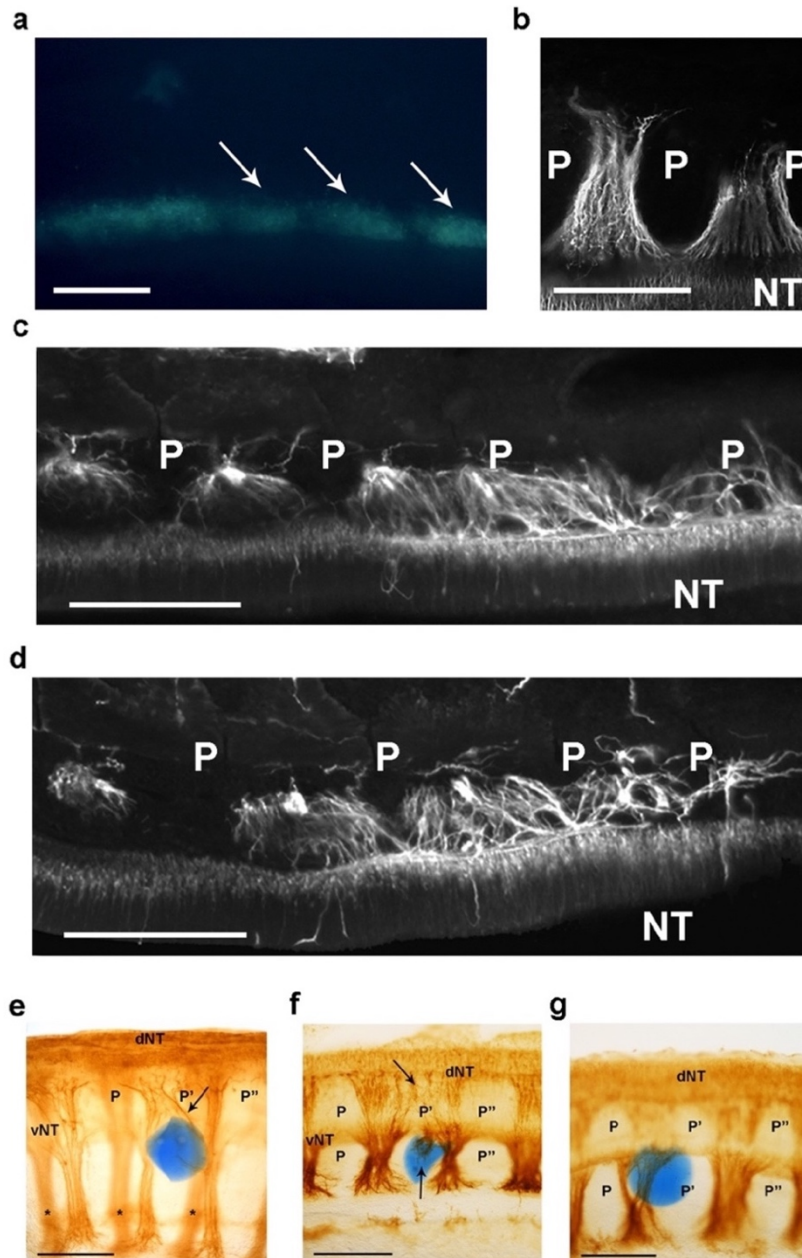 a
b
P P P
NT
c
P P P P
NT
d
P P P P
NT
e
dNT
P P' P"
vNT
* * *
f
dNT
P P' P"
vNT
P P"
g
dNT
P P' P"
P P' P"